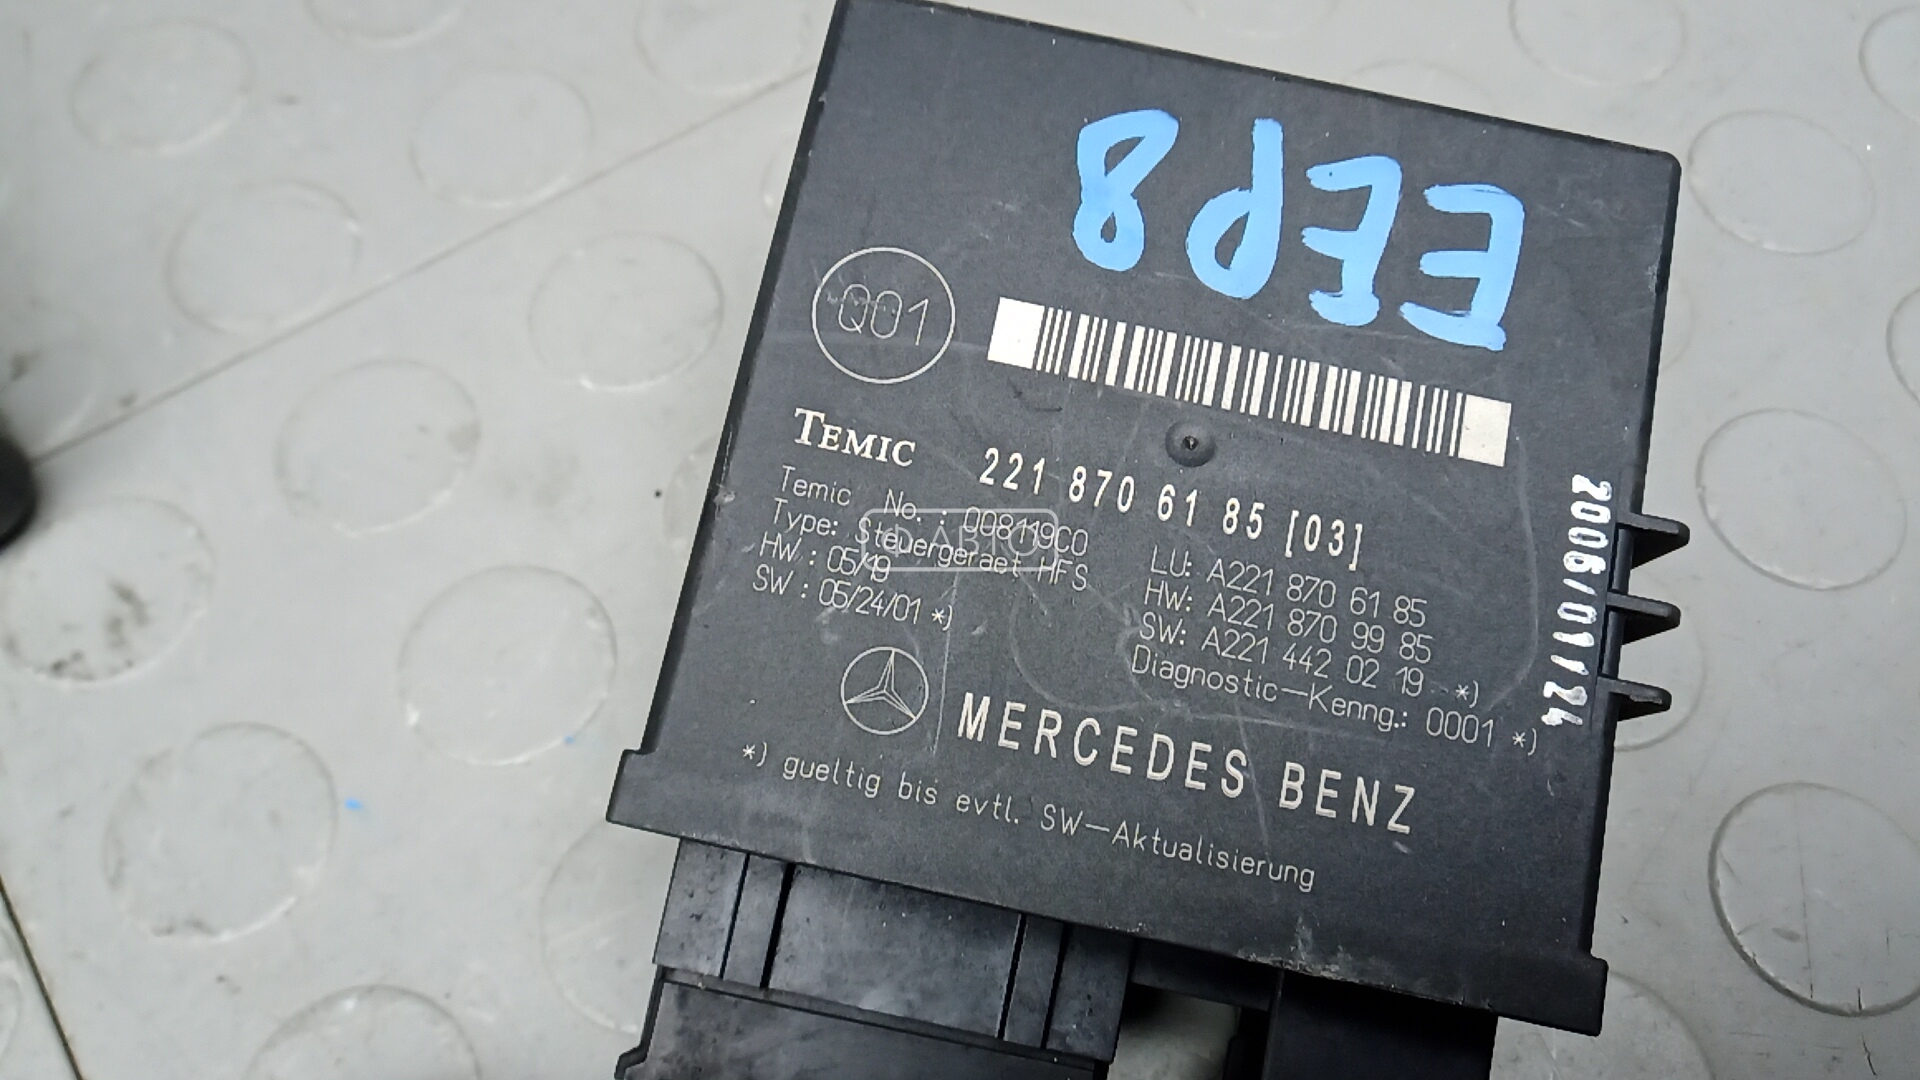 8PEE
Q01
TEMIC 221 870 61 85 [03]
Temic No.: 008119C0
Type: Steuergeraet HFS
HW: 05/19
SW: 05/24/01 *)
LU: A221 870 61 85
HW: A221 870 99 85
SW: A221 442 02 19 *)
Diagnostic-Kenng.: 0001 *)
MERCEDES BENZ
*) gueltig bis evtl. SW-Aktualisierung
2006/01/24
АВТО